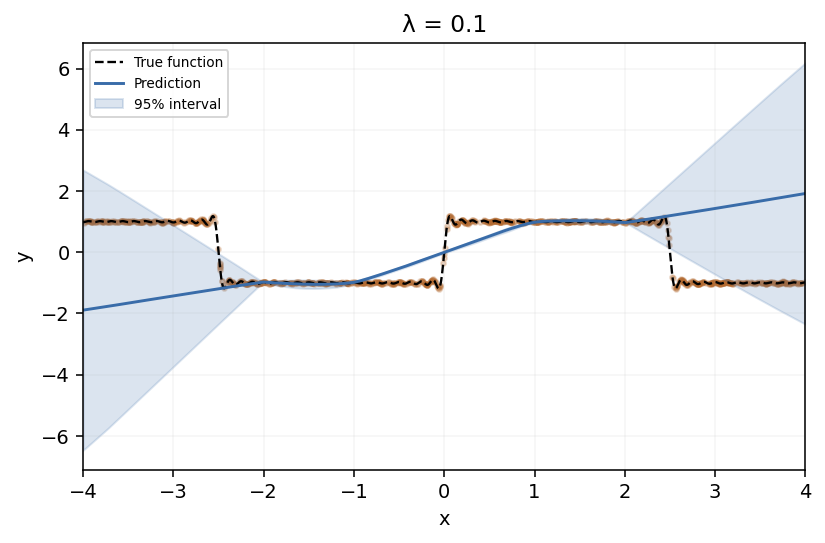 λ = 0.1
True function
Prediction
95% interval
y
6
4
2
0
−2
−4
−6
−4
−3
−2
−1
0
1
2
3
4
x